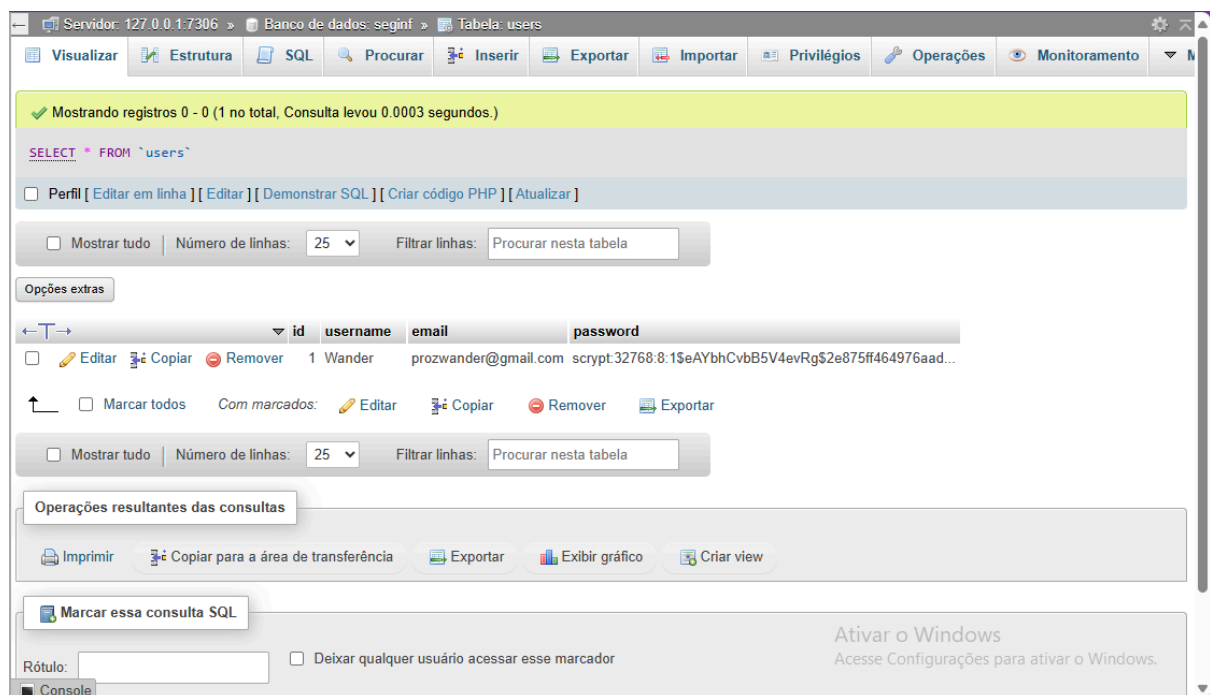 Servidor: 127.0.0.1:7306 » Banco de dados: seginf » Tabela: users
Visualizar Estrutura SQL Procurar Inserir Exportar Importar Privilégios Operações Monitoramento
Mostrando registros 0 - 0 (1 no total, Consulta levou 0.0003 segundos.)
SELECT * FROM `users`
Perfil [ Editar em linha ] [ Editar ] [ Demonstrar SQL ] [ Criar código PHP ] [ Atualizar ]
Mostrar tudo Número de linhas: 25 Filtrar linhas: Procurar nesta tabela
Opções extras
←T→ id username email password
Editar Copiar Remover 1 Wander prozwander@gmail.com scrypt:32768:8:1$eAYbhCvbB5V4evRg$2e875ff464976aad...
Marcar todos Com marcados: Editar Copiar Remover Exportar
Mostrar tudo Número de linhas: 25 Filtrar linhas: Procurar nesta tabela
Operações resultantes das consultas
Imprimir Copiar para a área de transferência Exportar Exibir gráfico Criar view
Marcar essa consulta SQL
Ativar o Windows
Rótulo: Deixar qualquer usuário acessar esse marcador Acesse Configurações para ativar o Windows.
Console